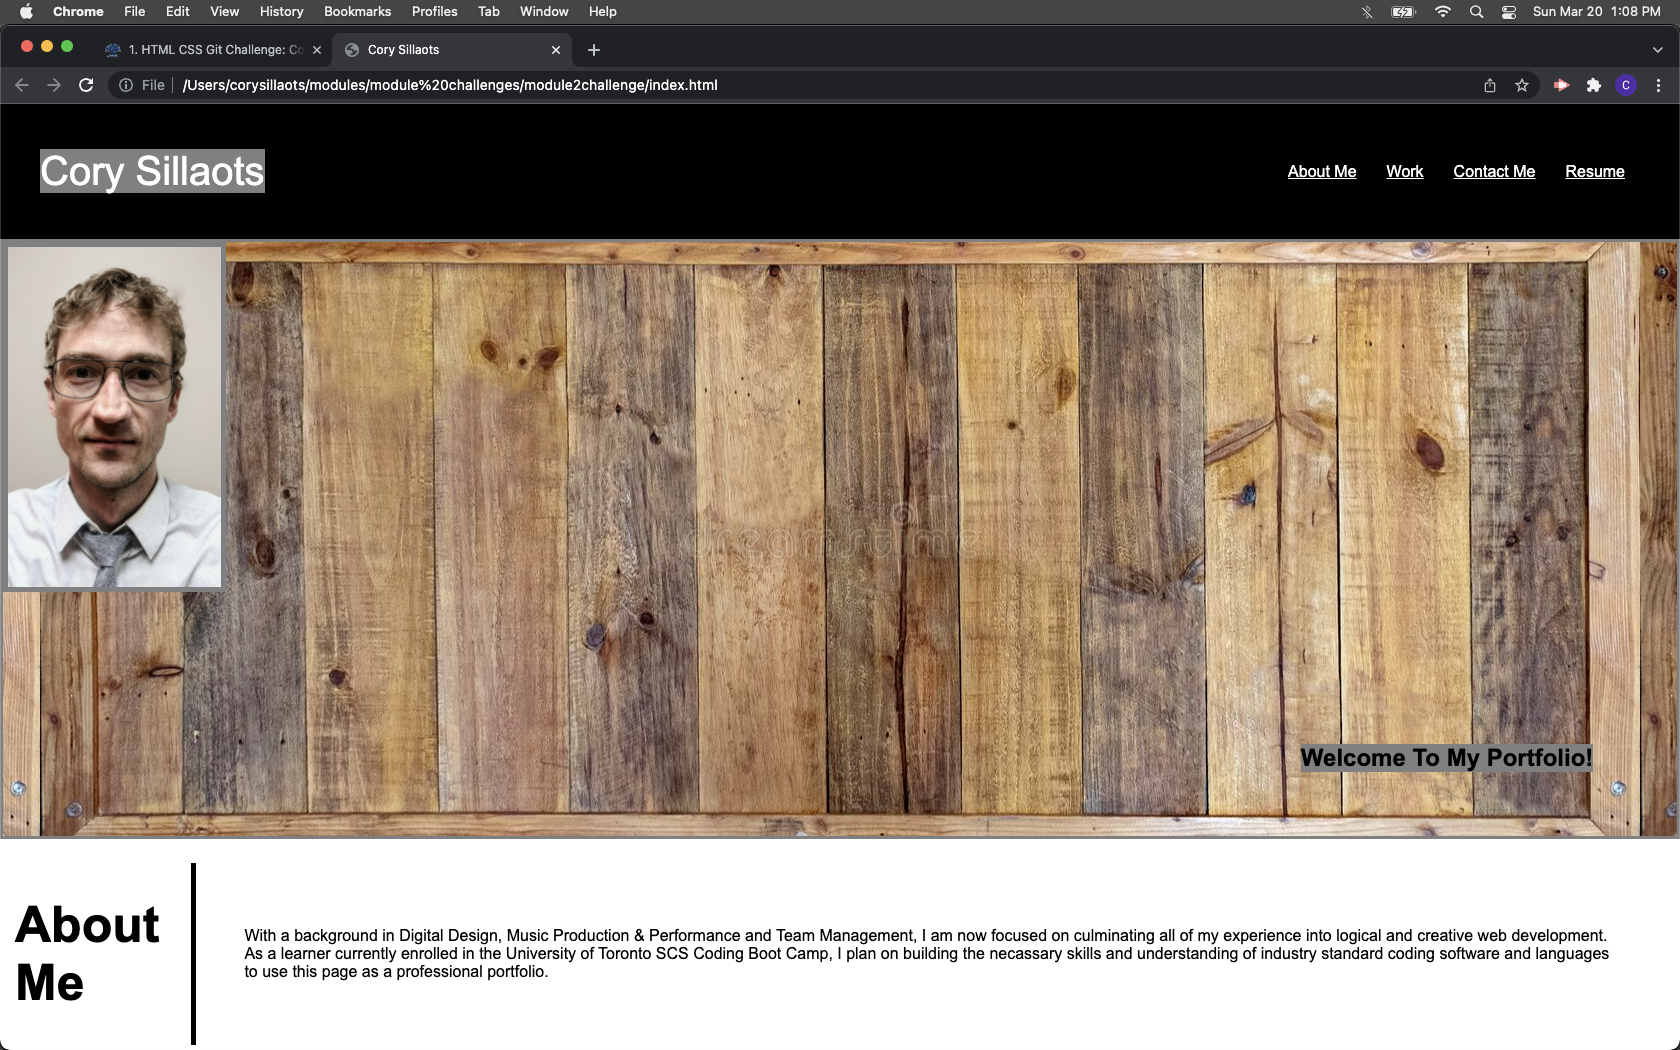 Chrome File Edit View History Bookmarks Profiles Tab Window Help Sun Mar 20 1:08 PM
1. HTML CSS Git Challenge: Co Cory Sillaots
File /Users/corysillaots/modules/module%20challenges/module2challenge/index.html C
Cory Sillaots About Me Work Contact Me Resume
dreamstime
Welcome To My Portfolio!
About
Me
With a background in Digital Design, Music Production & Performance and Team Management, I am now focused on culminating all of my experience into logical and creative web development.
As a learner currently enrolled in the University of Toronto SCS Coding Boot Camp, I plan on building the necassary skills and understanding of industry standard coding software and languages
to use this page as a professional portfolio.